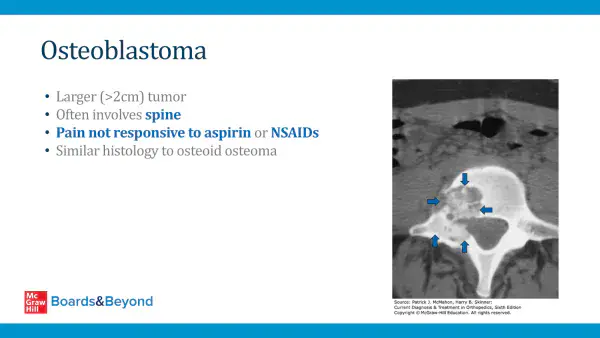 Osteoblastoma
• Larger (>2cm) tumor
• Often involves spine
• Pain not responsive to aspirin or NSAIDs
• Similar histology to osteoid osteoma
Source: Patrick J. McMahon, Harry B. Skinner:
Current Diagnosis & Treatment in Orthopedics, Sixth Edition
Copyright © McGraw-Hill Education. All rights reserved.
Mc
Graw
Hill
Boards&Beyond